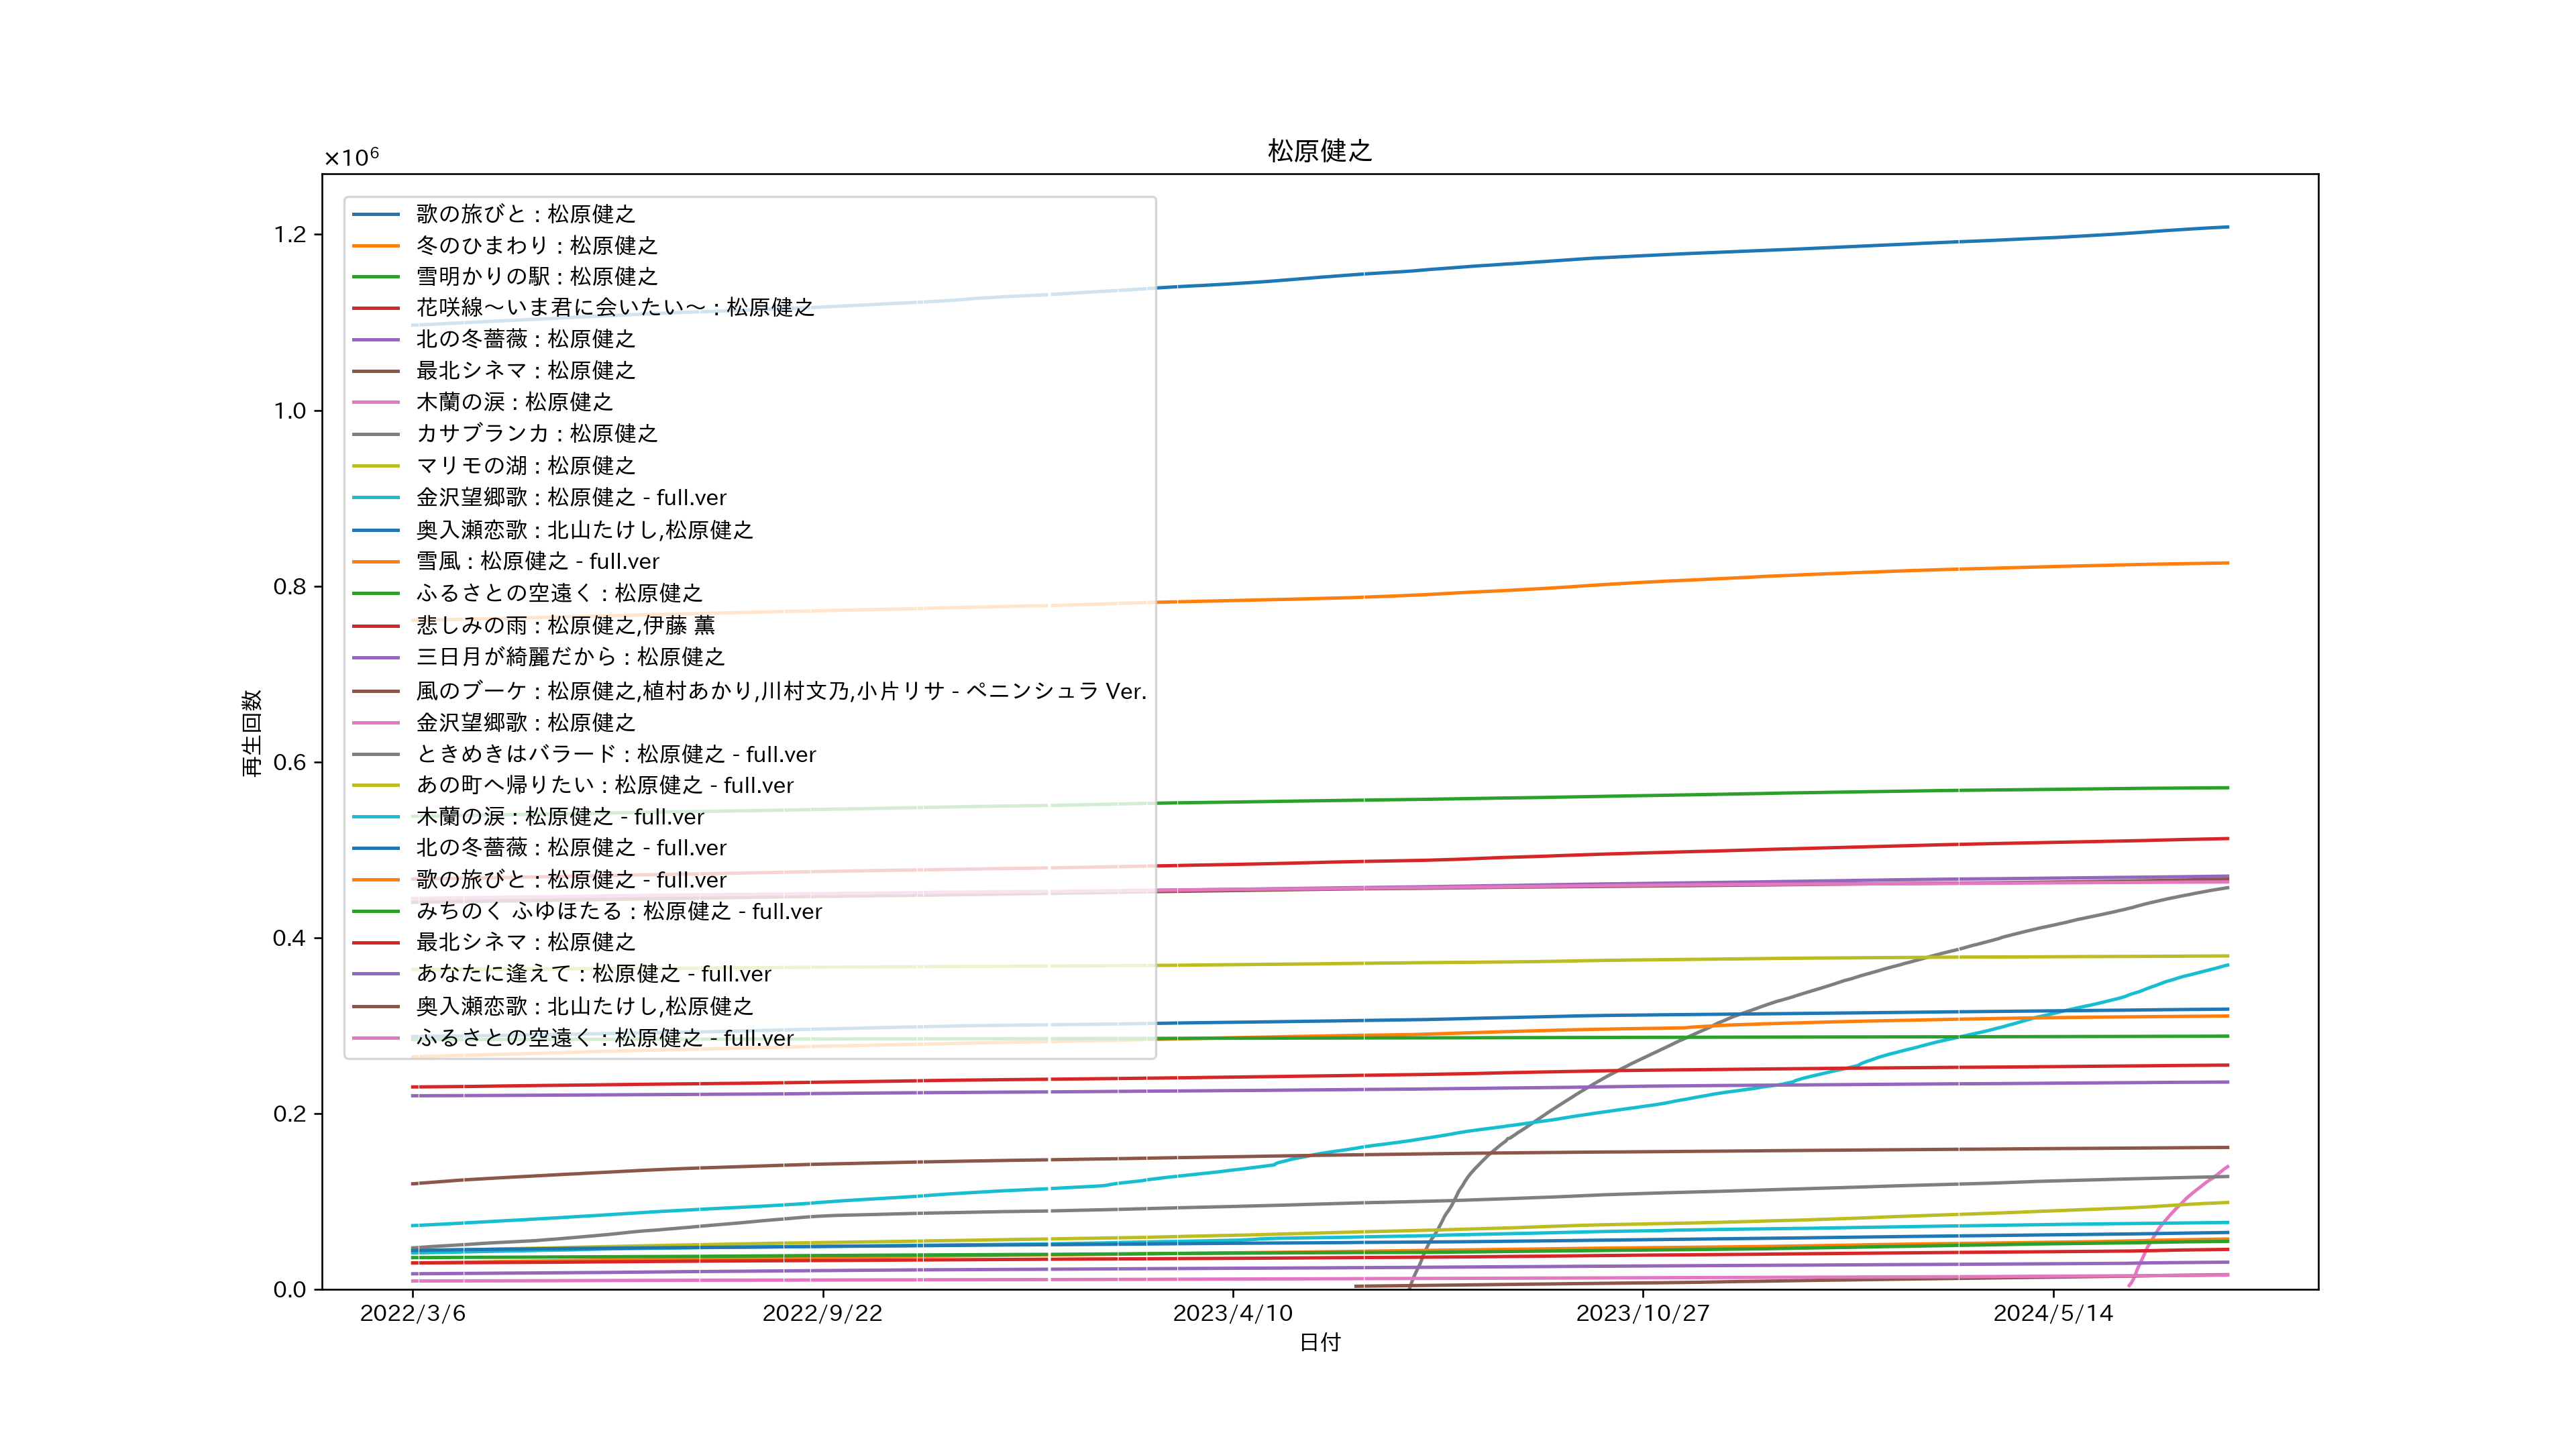 松原健之
×10⁶
歌の旅びと : 松原健之
冬のひまわり : 松原健之
雪明かりの駅 : 松原健之
花咲線～いま君に会いたい～ : 松原健之
北の冬薔薇 : 松原健之
最北シネマ : 松原健之
木蘭の涙 : 松原健之
カサブランカ : 松原健之
マリモの湖 : 松原健之
金沢望郷歌 : 松原健之 - full.ver
奥入瀬恋歌 : 北山たけし,松原健之
雪風 : 松原健之 - full.ver
ふるさとの空遠く : 松原健之
悲しみの雨 : 松原健之,伊藤 薫
三日月が綺麗だから : 松原健之
風のブーケ : 松原健之,植村あかり,川村文乃,小片リサ - ペニンシュラ Ver.
金沢望郷歌 : 松原健之
ときめきはバラード : 松原健之 - full.ver
あの町へ帰りたい : 松原健之 - full.ver
木蘭の涙 : 松原健之 - full.ver
北の冬薔薇 : 松原健之 - full.ver
歌の旅びと : 松原健之 - full.ver
みちのく ふゆほたる : 松原健之 - full.ver
最北シネマ : 松原健之
あなたに逢えて : 松原健之 - full.ver
奥入瀬恋歌 : 北山たけし,松原健之
ふるさとの空遠く : 松原健之 - full.ver
1.2
1.0
0.8
0.6
0.4
0.2
0.0
再生回数
2022/3/6
2022/9/22
2023/4/10
2023/10/27
2024/5/14
日付